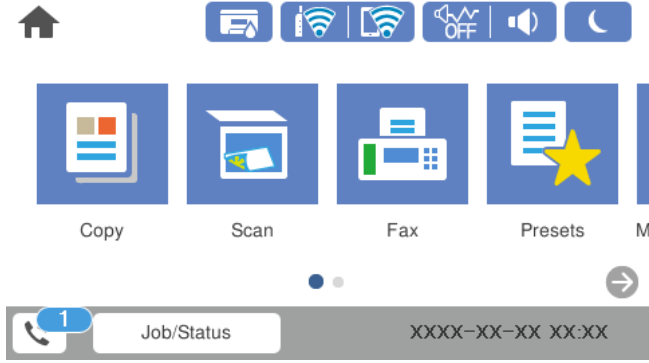 OFF
Copy
Scan
Fax
Presets
M
1
Job/Status
XXXX-XX-XX XX:XX